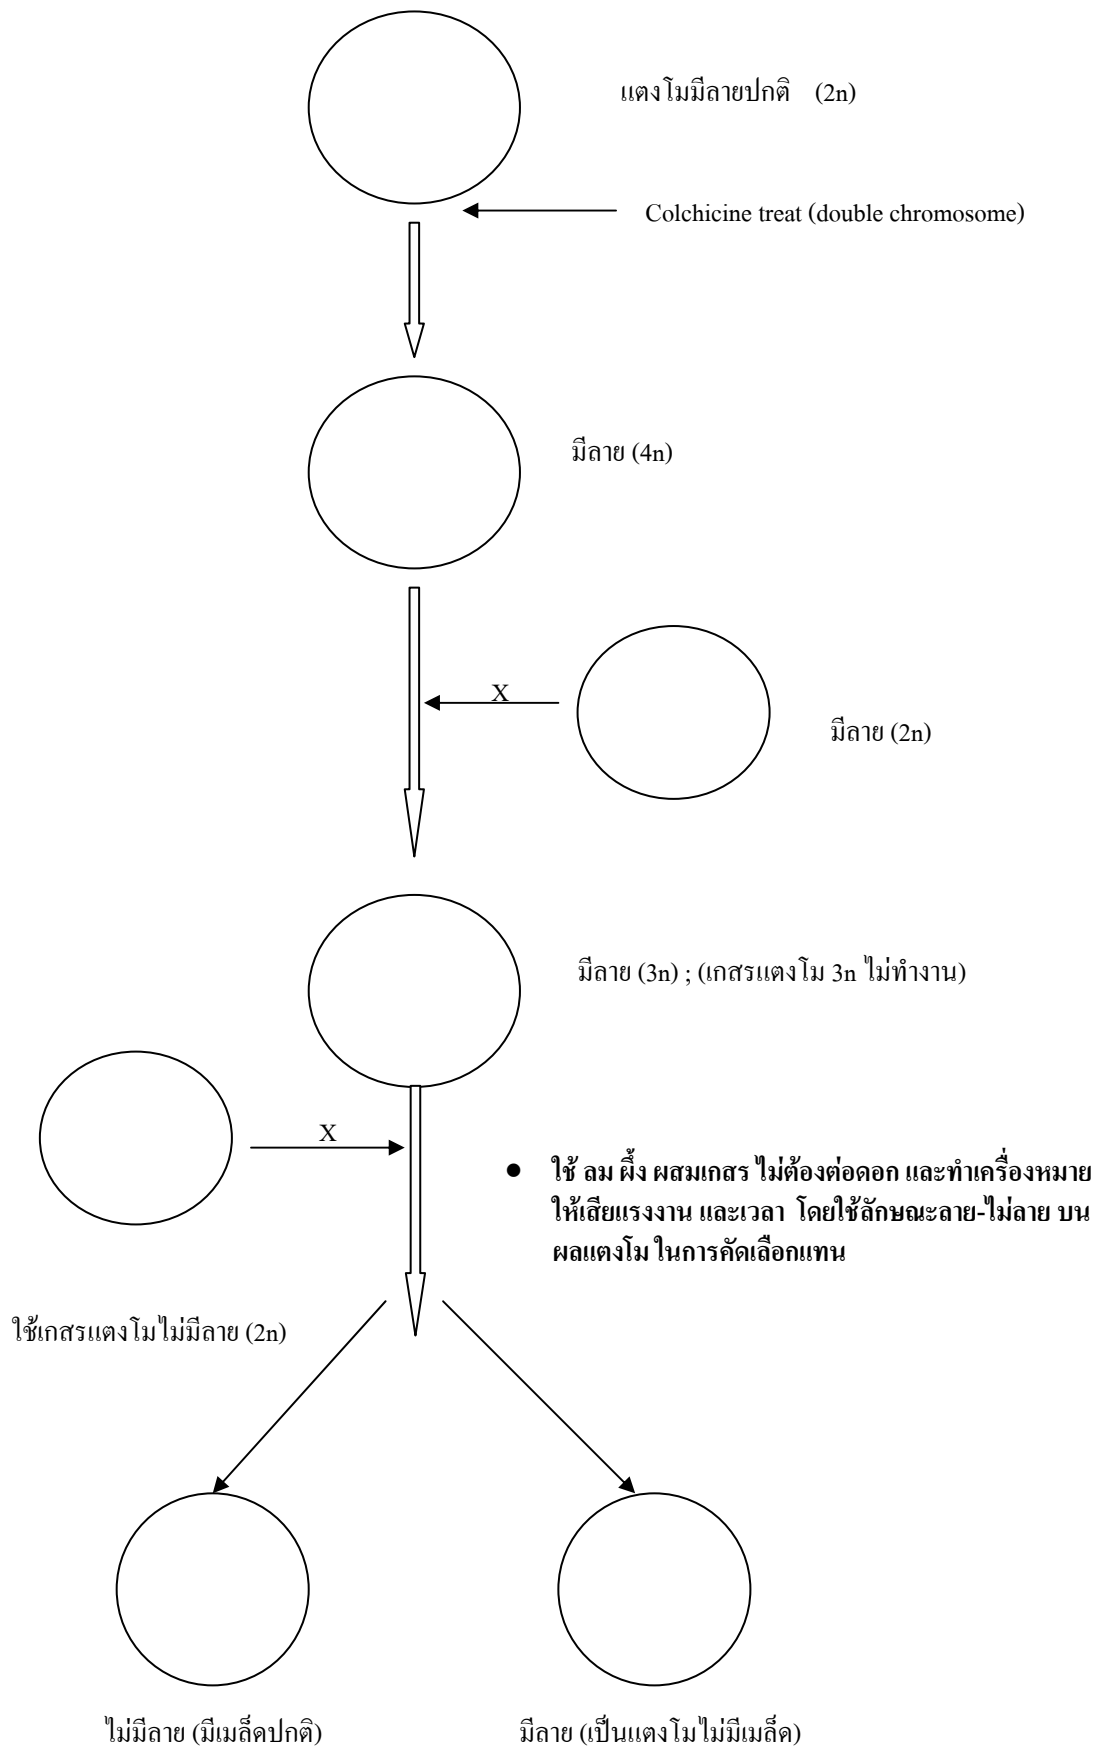 แตงโมมีลายปกติ (2n)
Colchicine treat (double chromosome)
มีลาย (4n)
X
มีลาย (2n)
มีลาย (3n) ; (เกสรแตงโม 3n ไม่ทำงาน)
X
● ใช้ ลม ผึ้ง ผสมเกสร ไม่ต้องต่อดอก และทำเครื่องหมาย
ให้เสียแรงงาน และเวลา โดยใช้ลักษณะลาย-ไม่ลาย บน
ผลแตงโม ในการคัดเลือกแทน
ใช้เกสรแตงโมไม่มีลาย (2n)
ไม่มีลาย (มีเมล็ดปกติ)
มีลาย (เป็นแตงโมไม่มีเมล็ด)